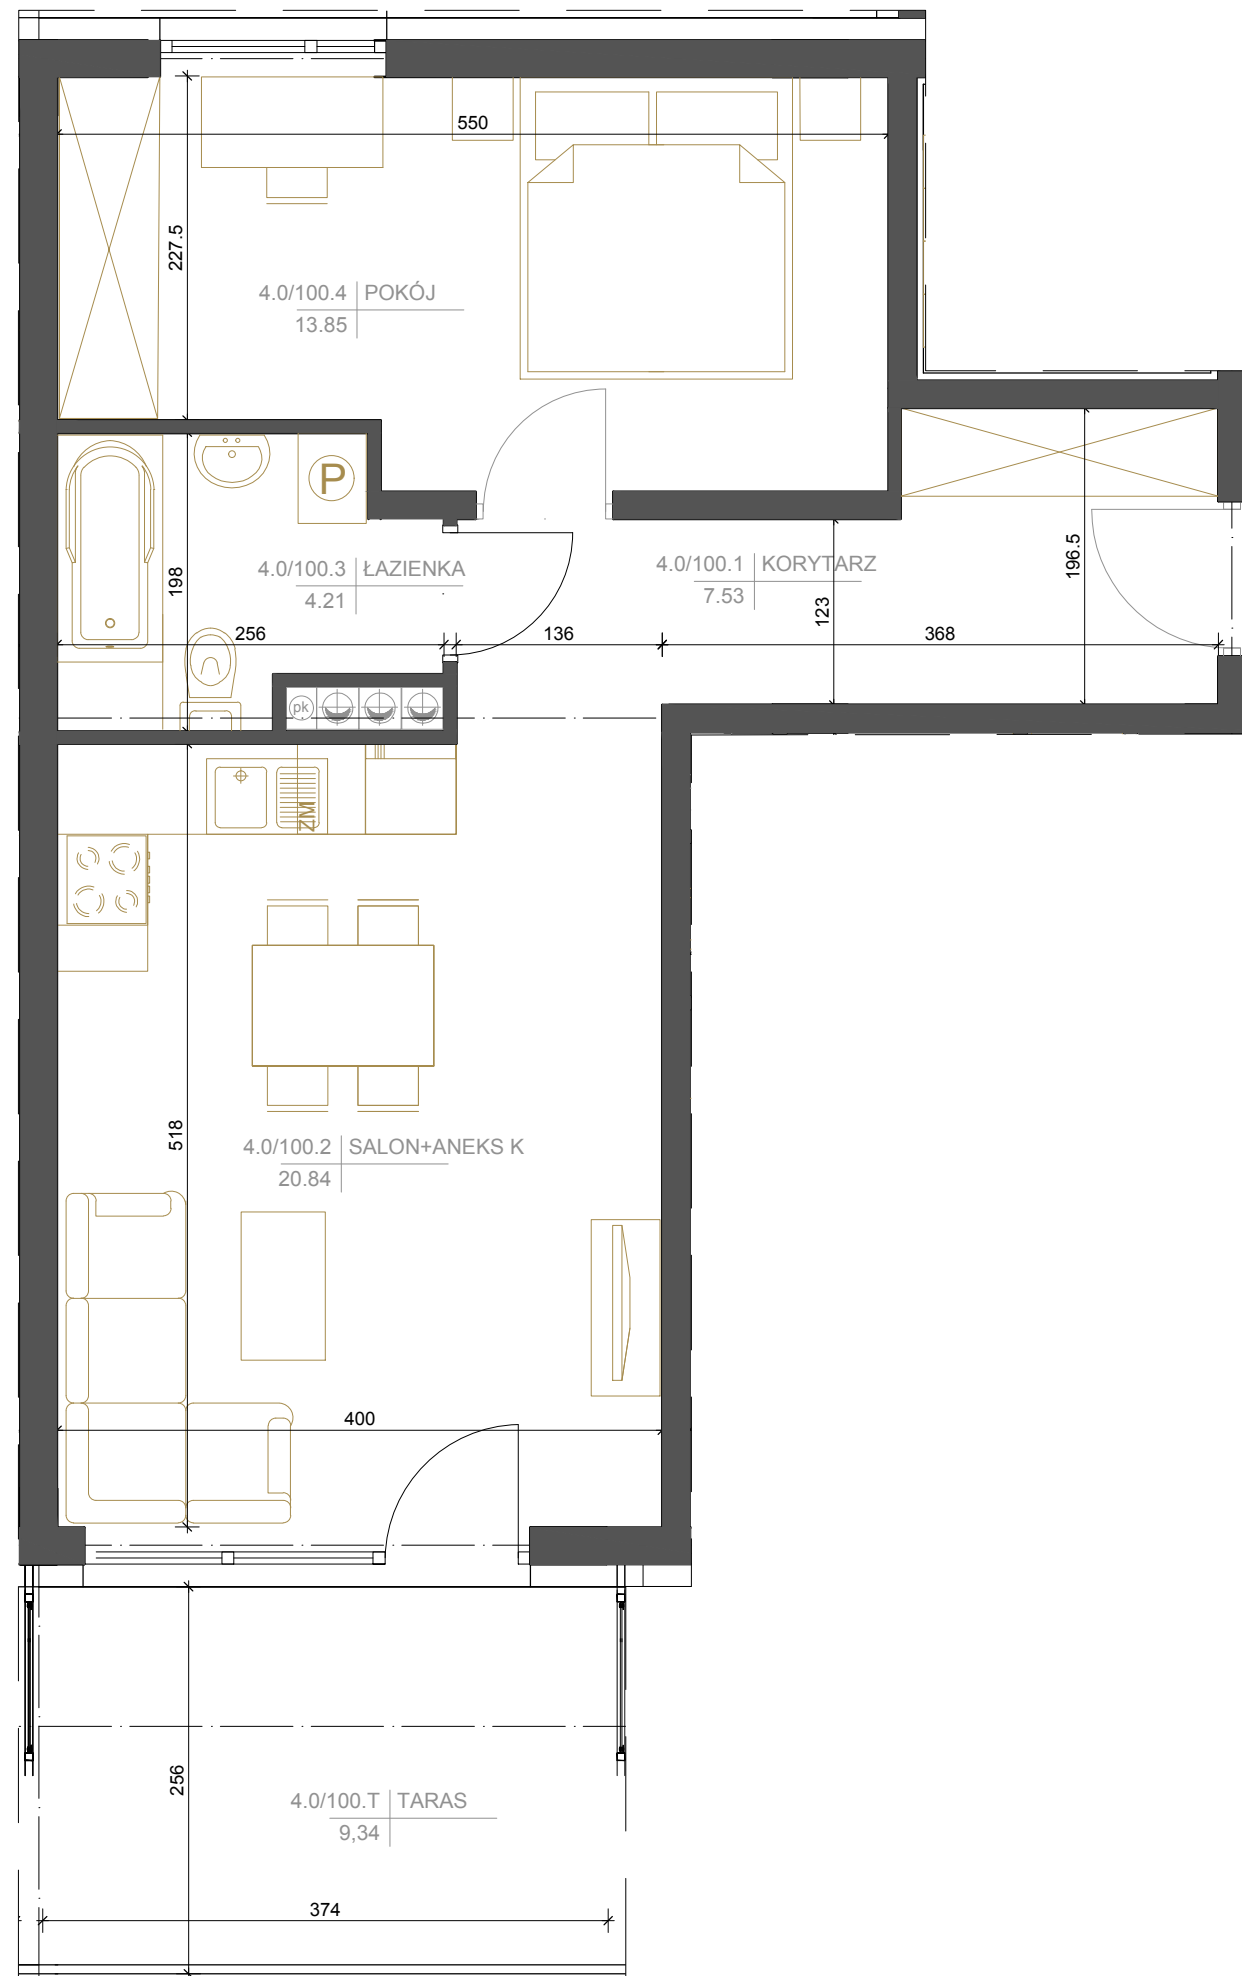 550
227.5
4.0/100.4 POKÓJ
13.85
P
4.0/100.3 ŁAZIENKA
4.21
198
256
136
4.0/100.1 KORYTARZ
7.53
123
196.5
368
pk
ZM
518
4.0/100.2 SALON+ANEKS K
20.84
400
256
4.0/100.T TARAS
9,34
374